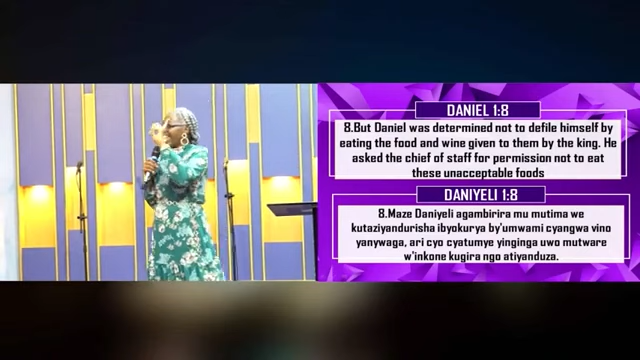 DANIEL 1:8
8.But Daniel was determined not to defile himself by
eating the food and wine given to them by the king. He
asked the chief of staff for permission not to eat
these unacceptable foods
DANIYELI 1:8
8.Maze Daniyeli agambirira mu mutima we
kutaziyandurisha ibyokurya by'umwami cyangwa vino
yanywaga, ari cyo cyatumye yinginga uwo mutware
w'inkone kugira ngo atiyanduza.